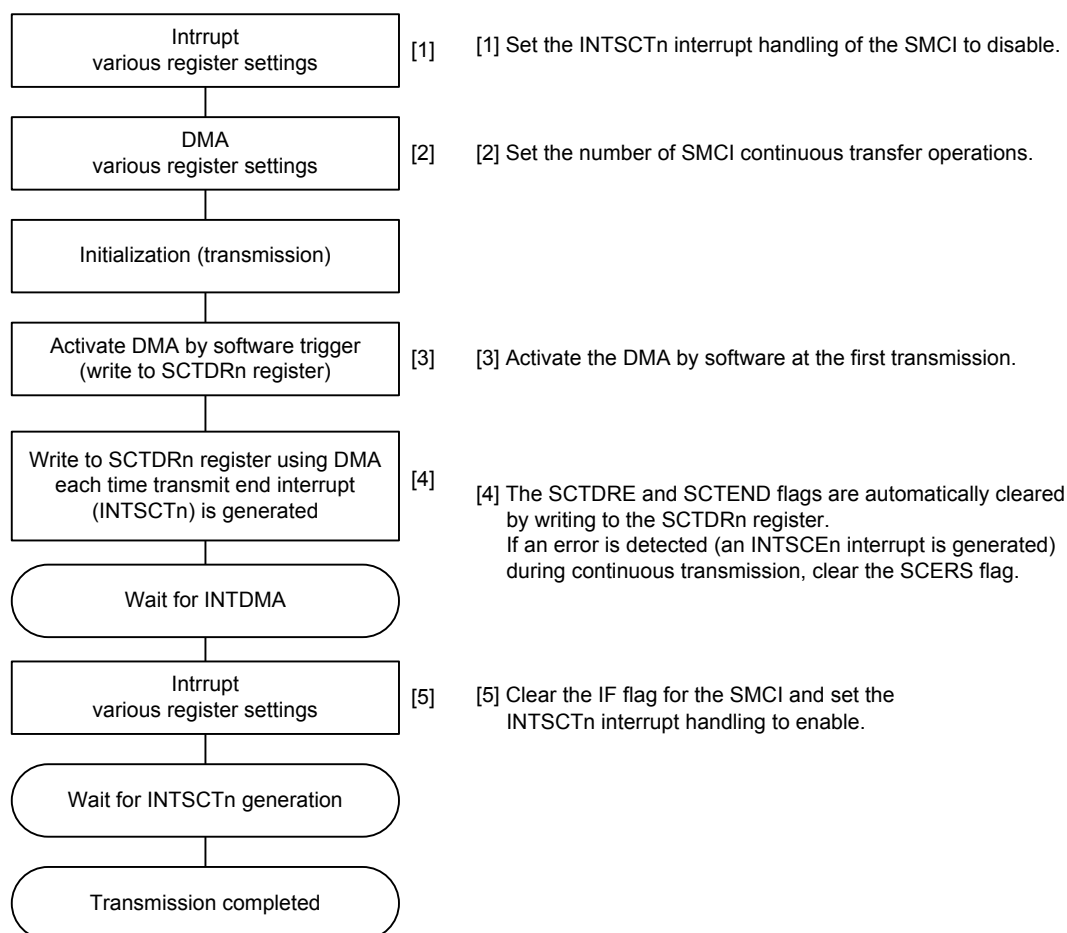 Intrrupt
various register settings
[1]
[1] Set the INTSCTn interrupt handling of the SMCI to disable.
DMA
various register settings
[2]
[2] Set the number of SMCI continuous transfer operations.
Initialization (transmission)
Activate DMA by software trigger
(write to SCTDRn register)
[3]
[3] Activate the DMA by software at the first transmission.
Write to SCTDRn register using DMA
each time transmit end interrupt
(INTSCTn) is generated
[4]
[4] The SCTDRE and SCTEND flags are automatically cleared
by writing to the SCTDRn register.
If an error is detected (an INTSCEn interrupt is generated)
during continuous transmission, clear the SCERS flag.
Wait for INTDMA
Intrrupt
various register settings
[5]
[5] Clear the IF flag for the SMCI and set the
INTSCTn interrupt handling to enable.
Wait for INTSCTn generation
Transmission completed